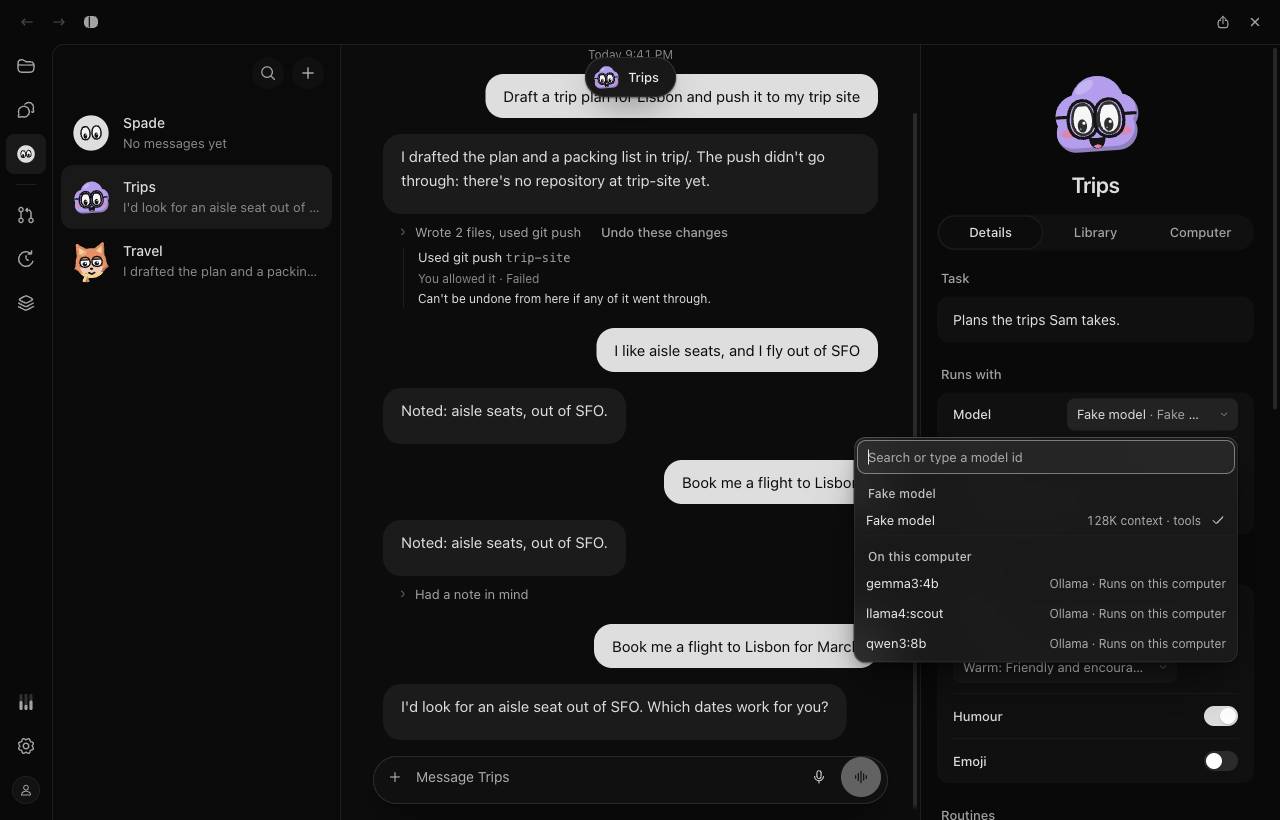 Spade
No messages yet
Trips
I'd look for an aisle seat out of ...
Travel
I drafted the plan and a packin...
Today 9:41 PM
Trips
Draft a trip plan for Lisbon and push it to my trip site
I drafted the plan and a packing list in trip/. The push didn't go
through: there's no repository at trip-site yet.
Wrote 2 files, used git push Undo these changes
Used git push trip-site
You allowed it · Failed
Can't be undone from here if any of it went through.
I like aisle seats, and I fly out of SFO
Noted: aisle seats, out of SFO.
Book me a flight to Lisbon
Noted: aisle seats, out of SFO.
Had a note in mind
Book me a flight to Lisbon for March
I'd look for an aisle seat out of SFO. Which dates work for you?
Message Trips
Trips
Details Library Computer
Task
Plans the trips Sam takes.
Runs with
Model Fake model · Fake ...
Search or type a model id
Fake model
Fake model 128K context · tools
On this computer
gemma3:4b Ollama · Runs on this computer
llama4:scout Ollama · Runs on this computer
qwen3:8b Ollama · Runs on this computer
Warm: Friendly and encoura...
Humour
Emoji
Routines